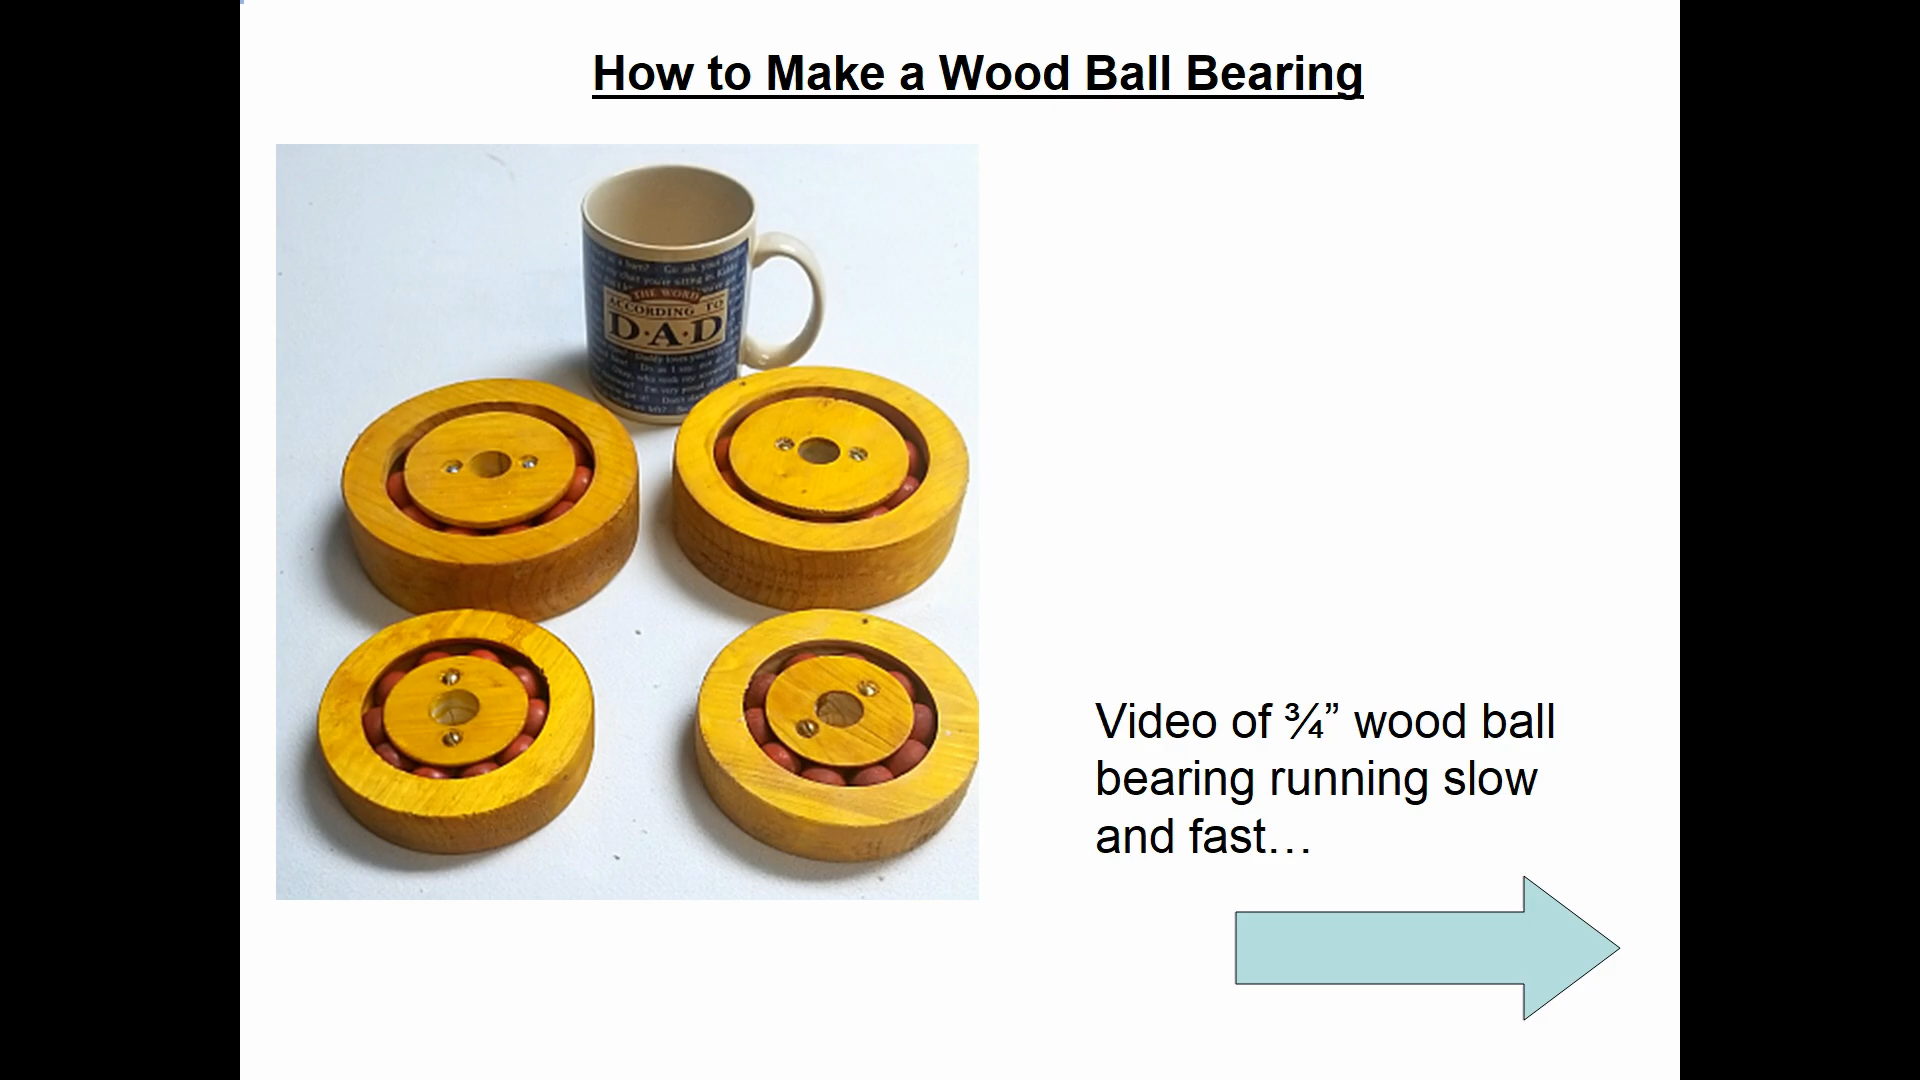 How to Make a Wood Ball Bearing
THE WORD
ACCORDING TO
D·A·D
Video of ¾” wood ball
bearing running slow
and fast…